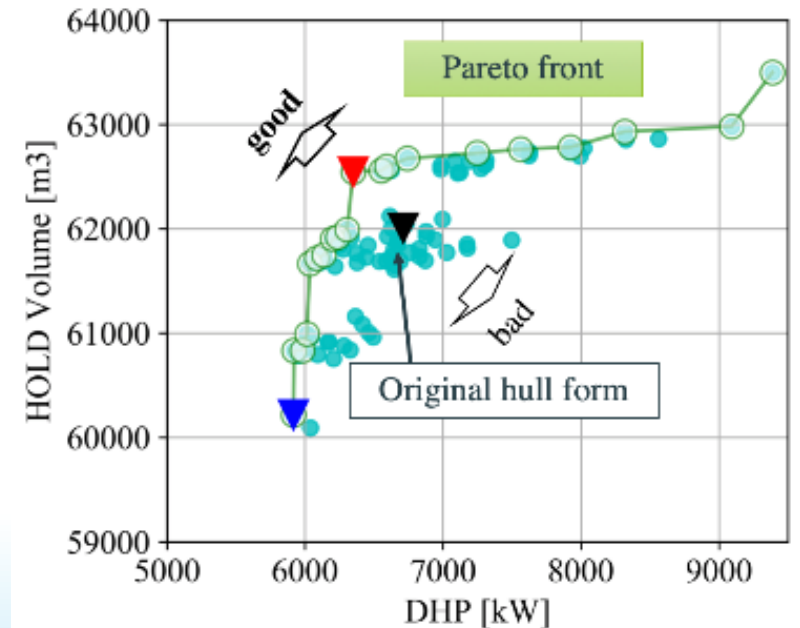 64000
63000
62000
61000
60000
59000
HOLD Volume [m3]
Pareto front
good
bad
Original hull form
5000 6000 7000 8000 9000
DHP [kW]